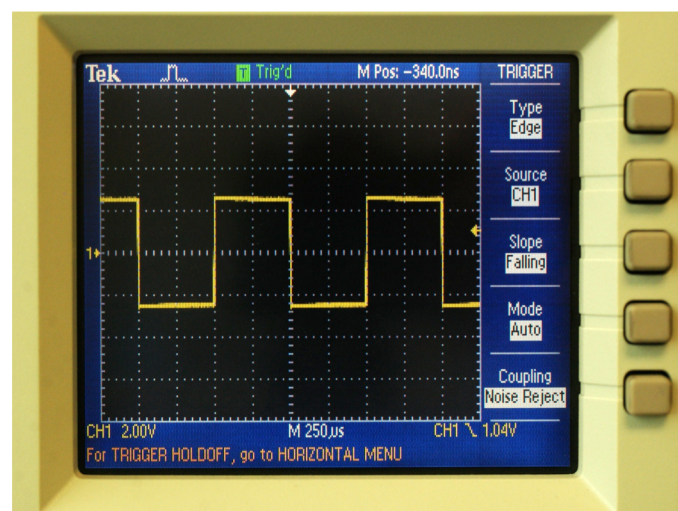 Tek T Trig'd M Pos: -340.0ns TRIGGER
Type
Edge
Source
CH1
Slope
Falling
Mode
Auto
Coupling
Noise Reject
1
CH1 2.00V M 250µs CH1 \ 1.04V
For TRIGGER HOLDOFF, go to HORIZONTAL MENU